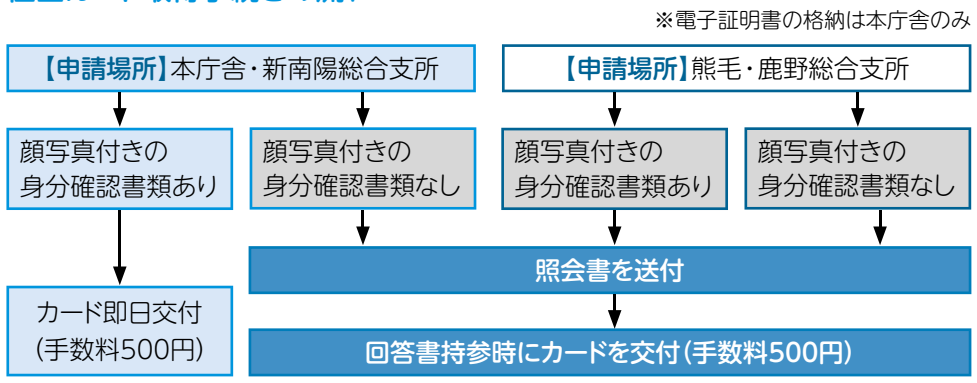 ※電子証明書の格納は本庁舎のみ
【申請場所】本庁舎・新南陽総合支所
【申請場所】熊毛・鹿野総合支所
顔写真付きの
身分確認書類あり
顔写真付きの
身分確認書類なし
顔写真付きの
身分確認書類あり
顔写真付きの
身分確認書類なし
照会書を送付
カード即日交付
(手数料500円)
回答書持参時にカードを交付(手数料500円)